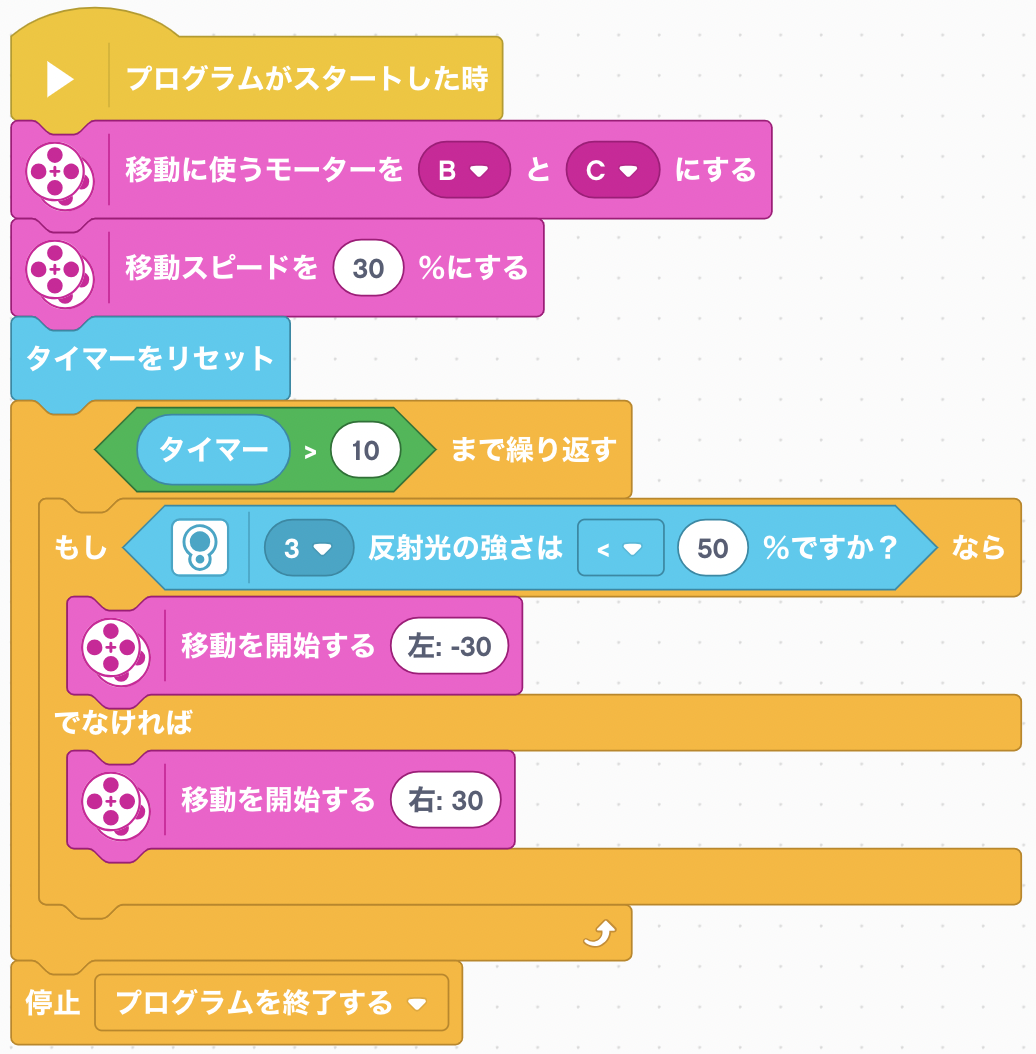 プログラムがスタートした時
移動に使うモーターを B と C にする
移動スピードを 30 %にする
タイマーをリセット
タイマー > 10 まで繰り返す
もし 3 反射光の強さは < 50 %ですか？ なら
移動を開始する 左: -30
でなければ
移動を開始する 右: 30
停止 プログラムを終了する